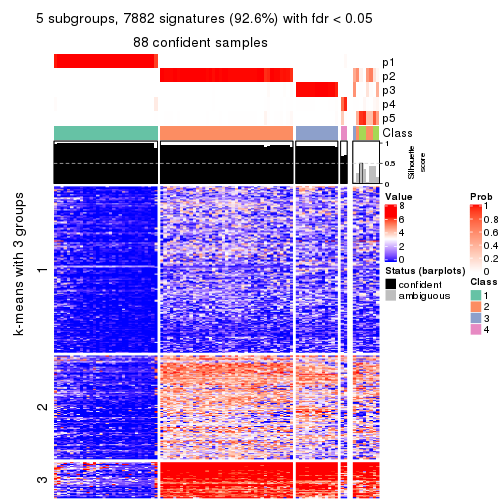 5 subgroups, 7882 signatures (92.6%) with fdr < 0.05
88 confident samples
p1
p2
p3
p4
p5
Class
1
0.5
0
Silhouette
score
k-means with 3 groups
1
2
3
Value
8
6
4
2
0
Status (barplots)
confident
ambiguous
Prob
1
0.8
0.6
0.4
0.2
0
Class
1
2
3
4